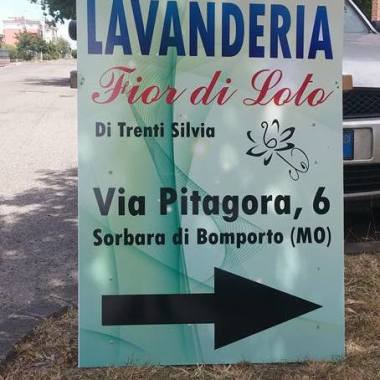 LAVANDERIA
Fior di Loto
Di Trenti Silvia
Via Pitagora, 6
Sorbara di Bomporto (MO)